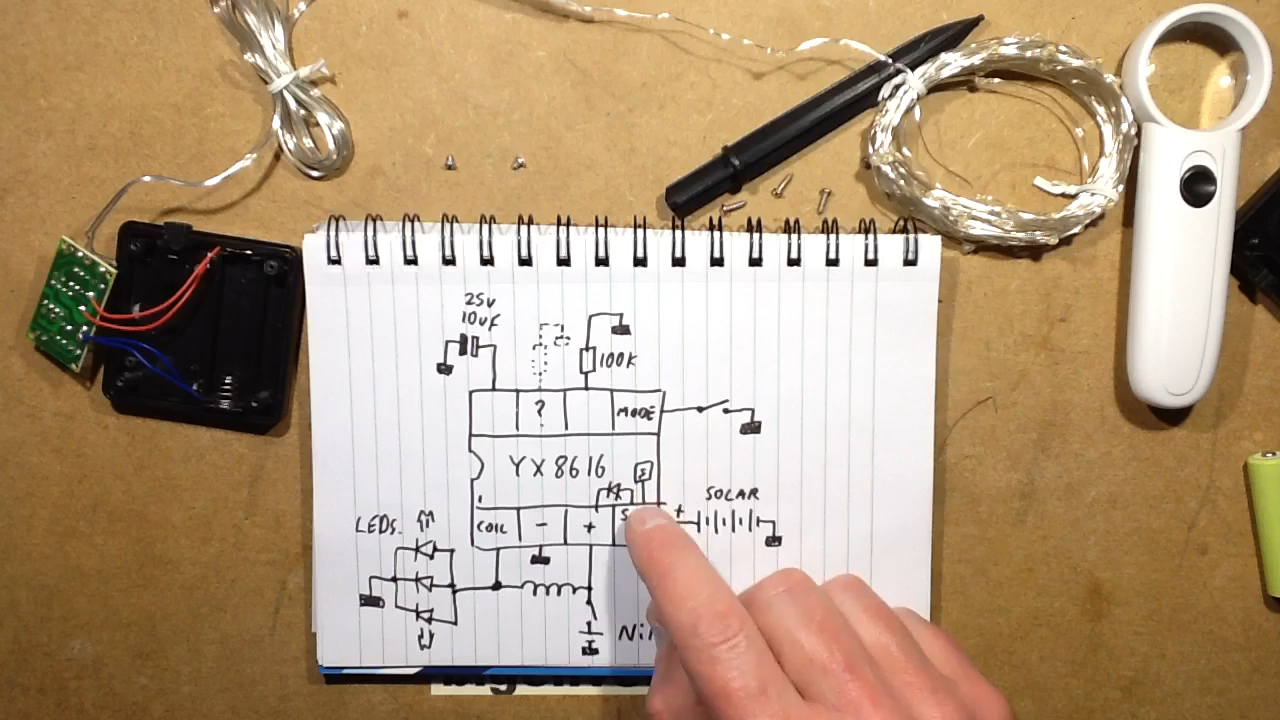 25V
10uF
100K
?
MODE
YX8616
SOLAR
+
LEDS.
COIL
-
+